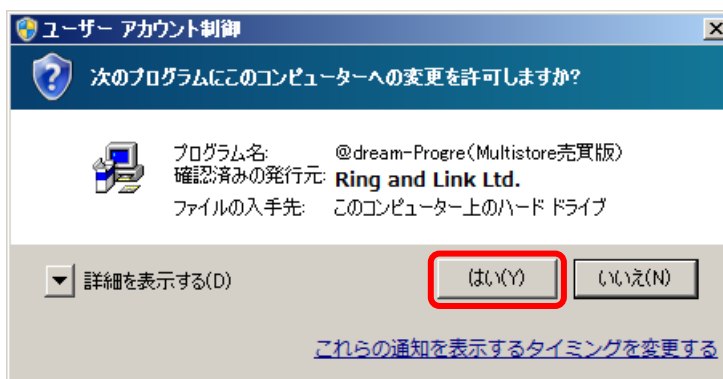 ユーザー アカウント制御
次のプログラムにこのコンピューターへの変更を許可しますか?
プログラム名: @dream-Progre(Multistore売買版)
確認済みの発行元: Ring and Link Ltd.
ファイルの入手先: このコンピューター上のハード ドライブ
詳細を表示する(D) はい(Y) いいえ(N)
これらの通知を表示するタイミングを変更する